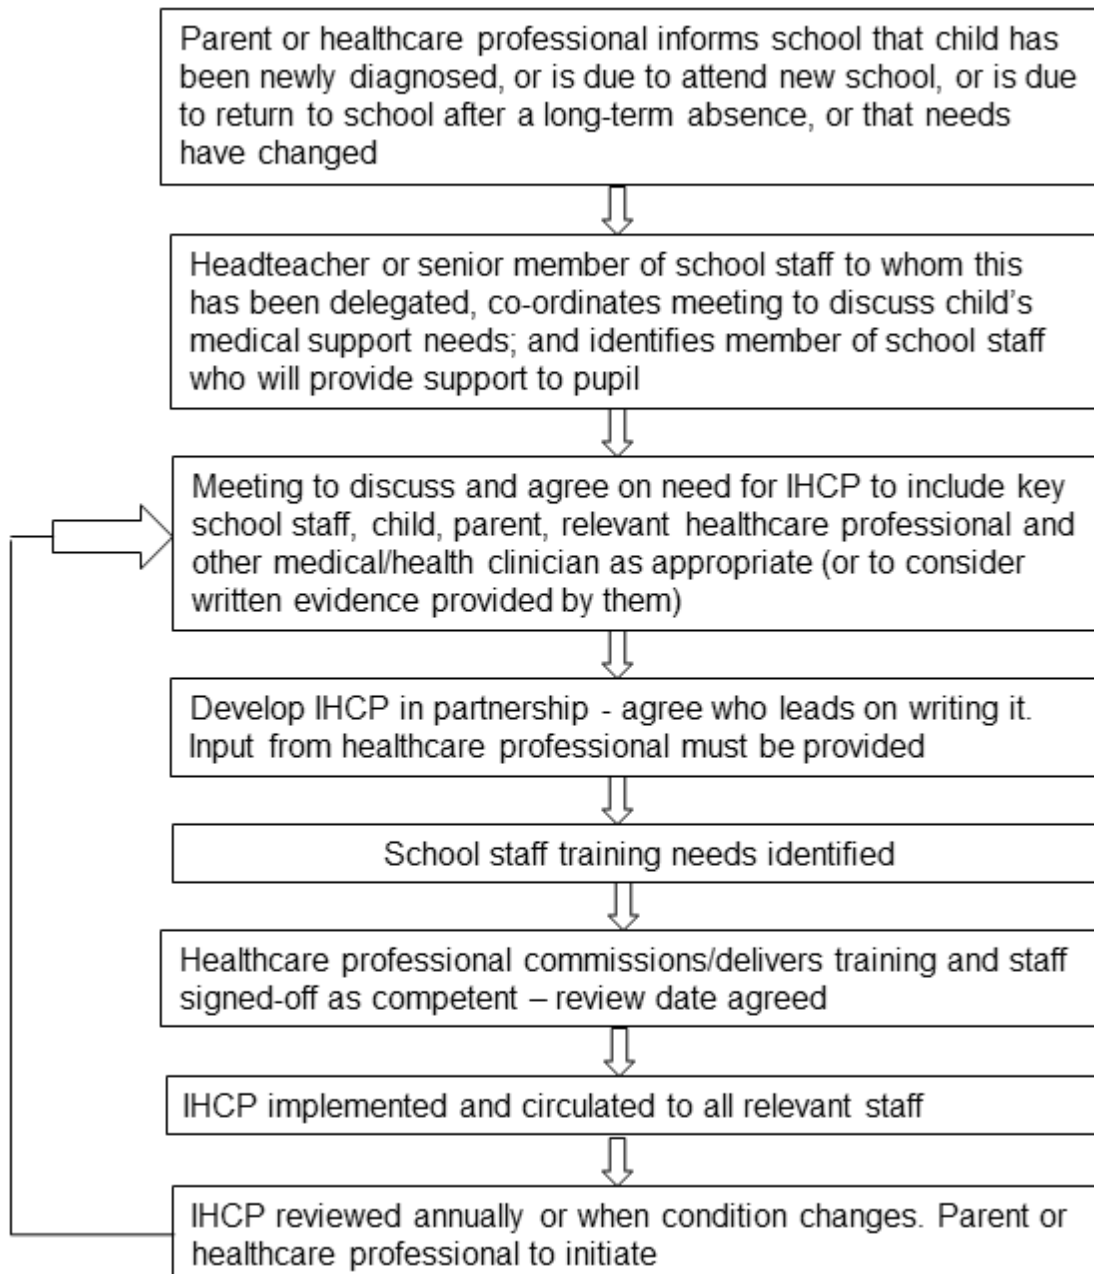 Parent or healthcare professional informs school that child has
been newly diagnosed, or is due to attend new school, or is due
to return to school after a long-term absence, or that needs
have changed
Headteacher or senior member of school staff to whom this
has been delegated, co-ordinates meeting to discuss child's
medical support needs; and identifies member of school staff
who will provide support to pupil
Meeting to discuss and agree on need for IHCP to include key
school staff, child, parent, relevant healthcare professional and
other medical/health clinician as appropriate (or to consider
written evidence provided by them)
Develop IHCP in partnership - agree who leads on writing it.
Input from healthcare professional must be provided
School staff training needs identified
Healthcare professional commissions/delivers training and staff
signed-off as competent – review date agreed
IHCP implemented and circulated to all relevant staff
IHCP reviewed annually or when condition changes. Parent or
healthcare professional to initiate